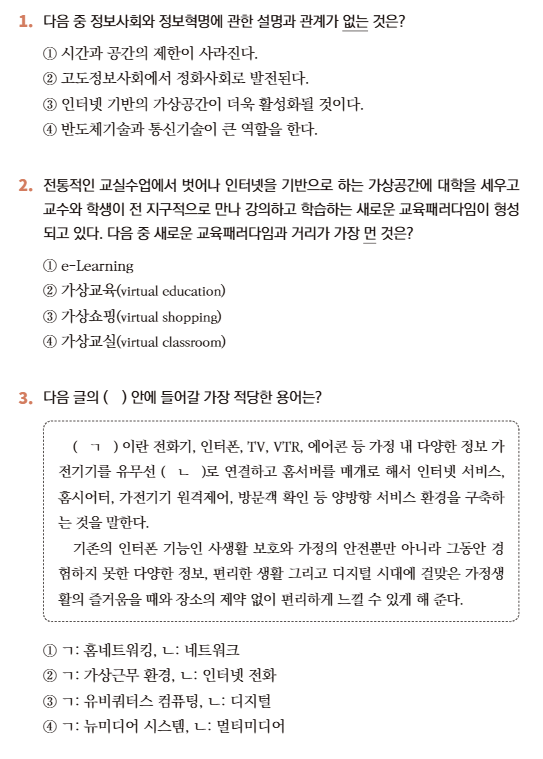 1. 다음 중 정보사회와 정보혁명에 관한 설명과 관계가 없는 것은?
① 시간과 공간의 제한이 사라진다.
② 고도정보사회에서 정화사회로 발전된다.
③ 인터넷 기반의 가상공간이 더욱 활성화될 것이다.
④ 반도체기술과 통신기술이 큰 역할을 한다.
2. 전통적인 교실수업에서 벗어나 인터넷을 기반으로 하는 가상공간에 대학을 세우고
교수와 학생이 전 지구적으로 만나 강의하고 학습하는 새로운 교육패러다임이 형성
되고 있다. 다음 중 새로운 교육패러다임과 거리가 가장 먼 것은?
① e-Learning
② 가상교육(virtual education)
③ 가상쇼핑(virtual shopping)
④ 가상교실(virtual classroom)
3. 다음 글의 (   ) 안에 들어갈 가장 적당한 용어는?
( ㄱ ) 이란 전화기, 인터폰, TV, VTR, 에어콘 등 가정 내 다양한 정보 가
전기기를 유무선 ( ㄴ )로 연결하고 홈서버를 매개로 해서 인터넷 서비스,
홈시어터, 가전기기 원격제어, 방문객 확인 등 양방향 서비스 환경을 구축하
는 것을 말한다.
기존의 인터폰 기능인 사생활 보호와 가정의 안전뿐만 아니라 그동안 경
험하지 못한 다양한 정보, 편리한 생활 그리고 디지털 시대에 걸맞은 가정생
활의 즐거움을 때와 장소의 제약 없이 편리하게 느낄 수 있게 해 준다.
① ㄱ: 홈네트워킹, ㄴ: 네트워크
② ㄱ: 가상근무 환경, ㄴ: 인터넷 전화
③ ㄱ: 유비쿼터스 컴퓨팅, ㄴ: 디지털
④ ㄱ: 뉴미디어 시스템, ㄴ: 멀티미디어